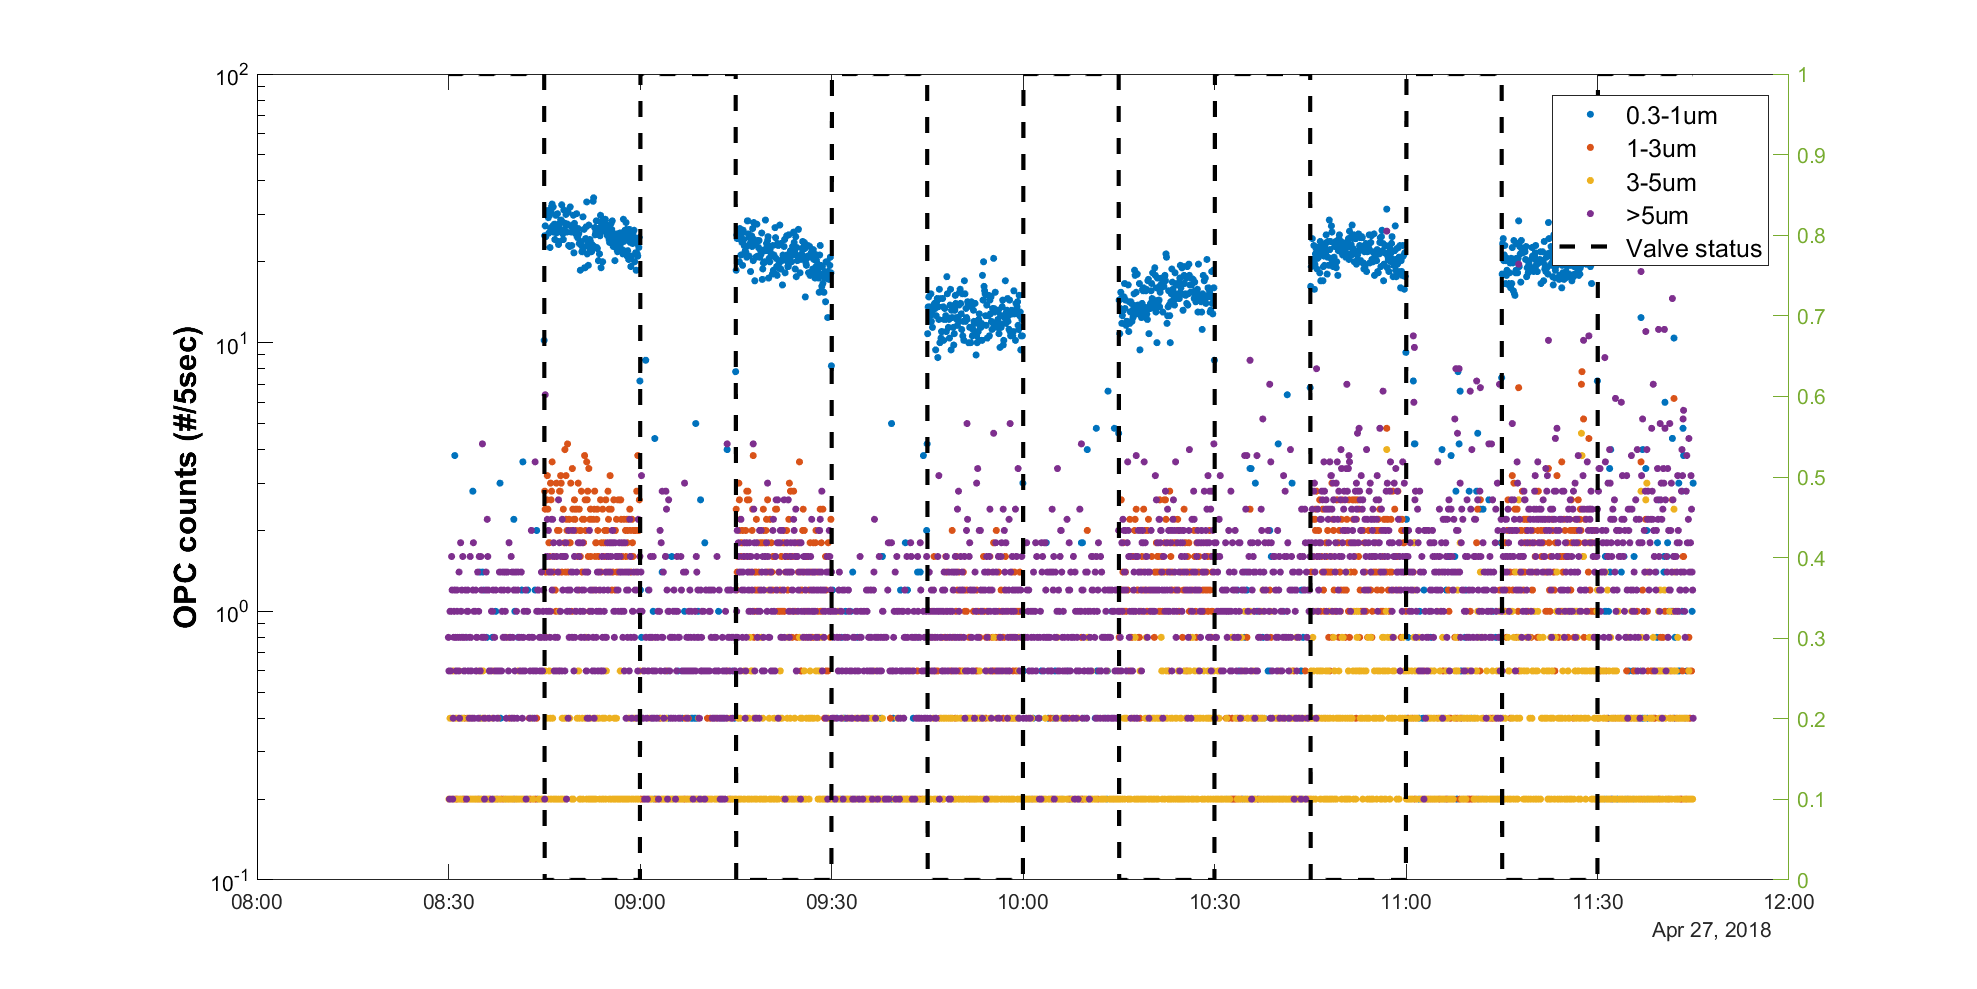 10^2
10^1
10^0
10^-1
OPC counts (#/5sec)
0.3-1um
1-3um
3-5um
>5um
Valve status
1
0.9
0.8
0.7
0.6
0.5
0.4
0.3
0.2
0.1
0
08:00 08:30 09:00 09:30 10:00 10:30 11:00 11:30 12:00
Apr 27, 2018